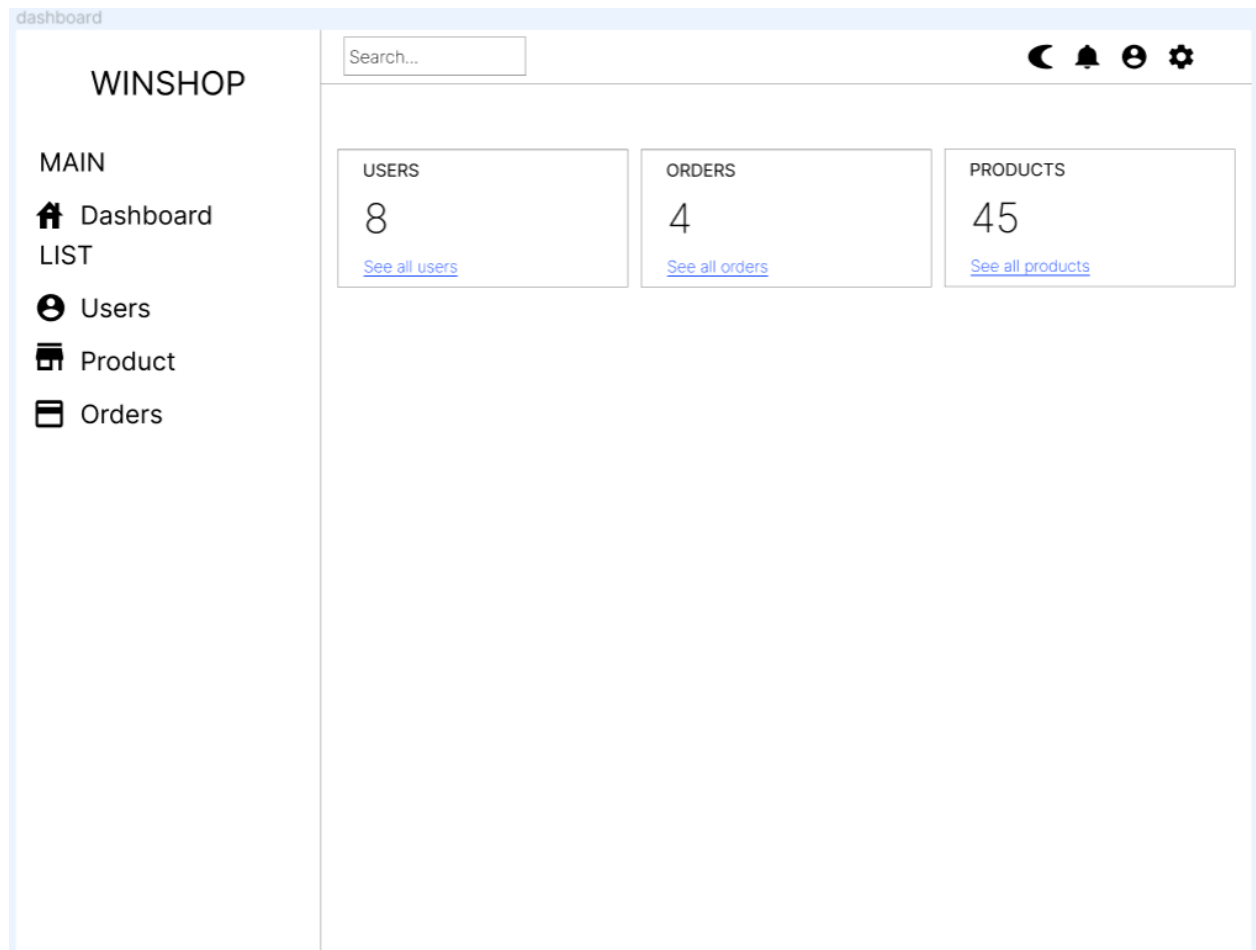 dashboard
WINSHOP
MAIN
Dashboard
LIST
Users
Product
Orders
Search...
USERS
8
See all users
ORDERS
4
See all orders
PRODUCTS
45
See all products